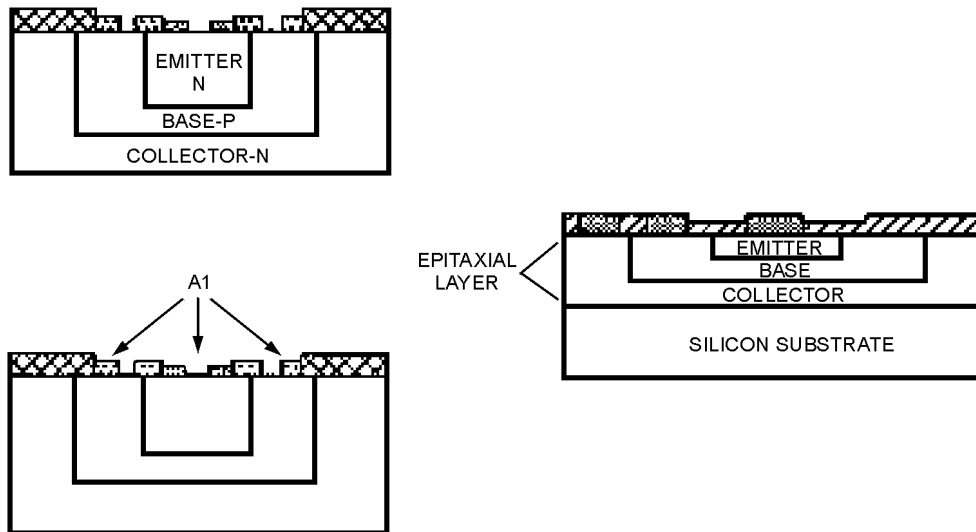 EMITTER
N
BASE-P
COLLECTOR-N
A1
EPITAXIAL
LAYER
EMITTER
BASE
COLLECTOR
SILICON SUBSTRATE